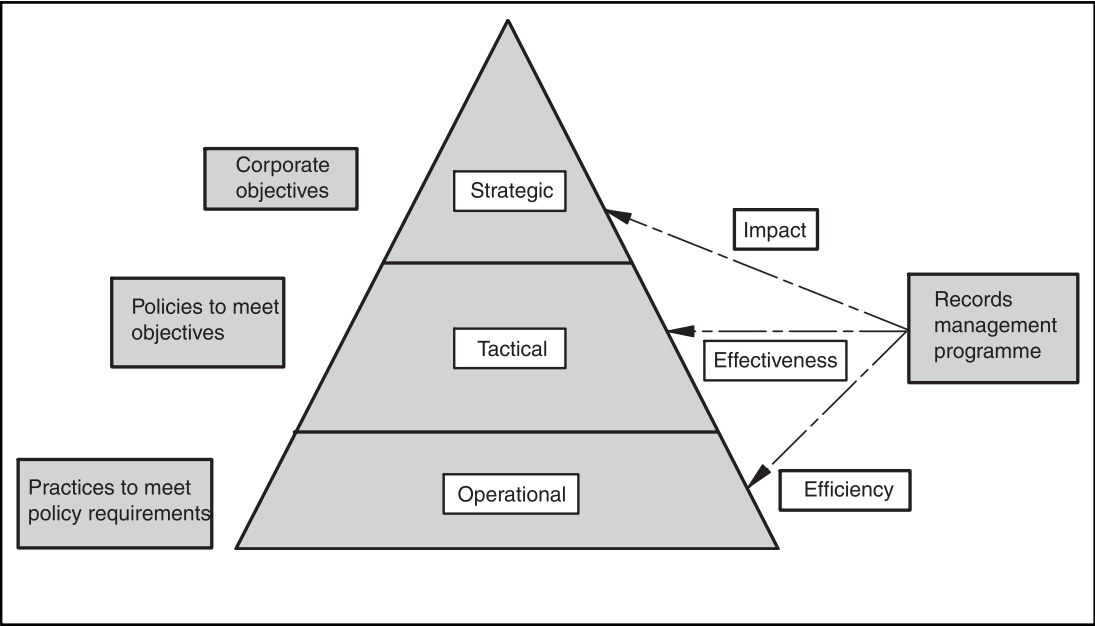 Corporate
objectives
Strategic
Impact
Policies to meet
objectives
Tactical
Effectiveness
Records
management
programme
Practices to meet
policy requirements
Operational
Efficiency